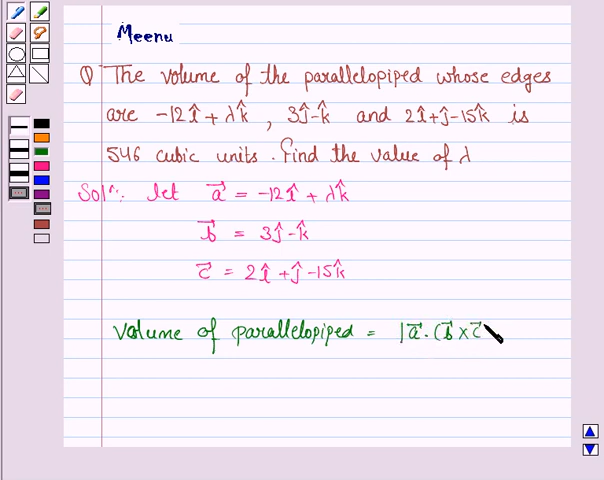 Meenu
Q The volume of the parallelopiped whose edges
are -12î + λk̂ , 3ĵ-k̂ and 2î+ĵ-15k̂ is
546 cubic units . Find the value of λ
Solⁿ: let a⃗ = -12î + λk̂
b⃗ = 3ĵ-k̂
c⃗ = 2î+ĵ-15k̂
Volume of parallelopiped = |a⃗.(b⃗×c⃗